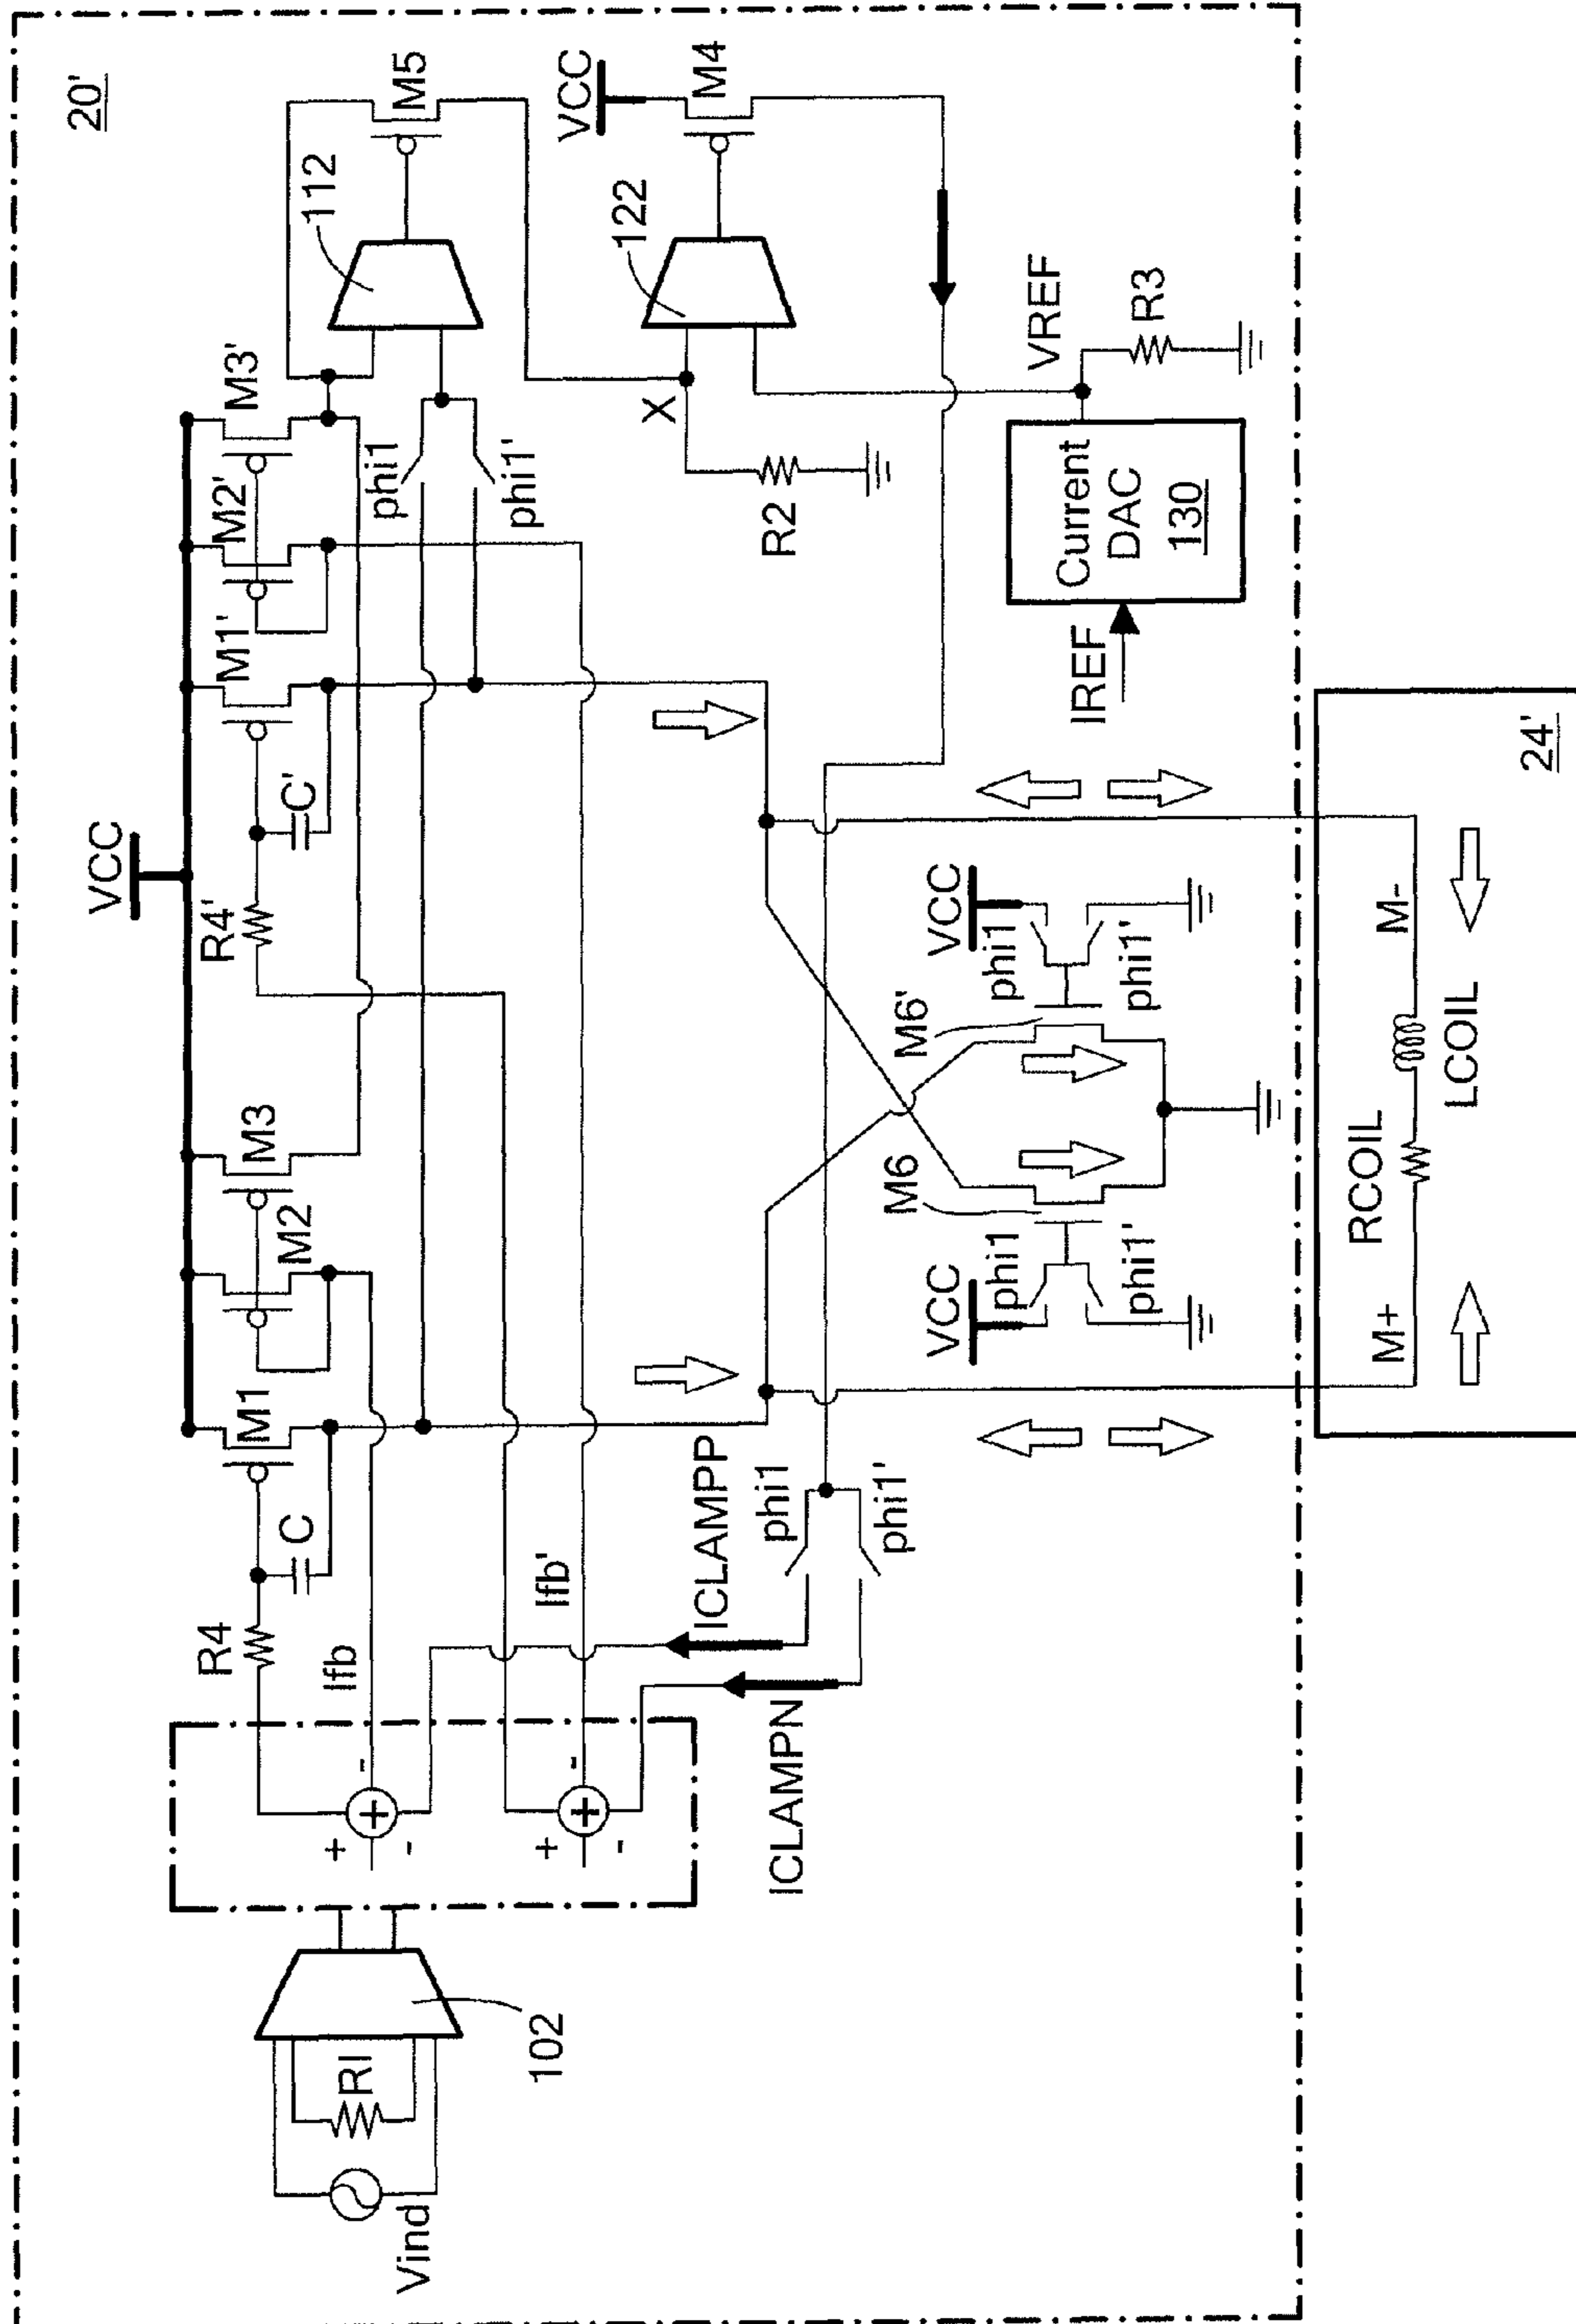 20'
VCC
M1
M2
M3
M1'
M2'
M3'
M5
112
R4
C
R4'
C'
phi1
phi1'
VCC
M4
122
X
R2
VREF
R3
Current
DAC
130
IREF
Ifb
Ifb'
+
-
-
+
+
-
-
+
ICLAMPP
ICLAMPN
phi1
phi1'
102
RI
Vind
M6
M6'
VCC
phi1
phi1'
VCC
phi1
phi1'
M+
M-
RCOIL
LCOIL
24'